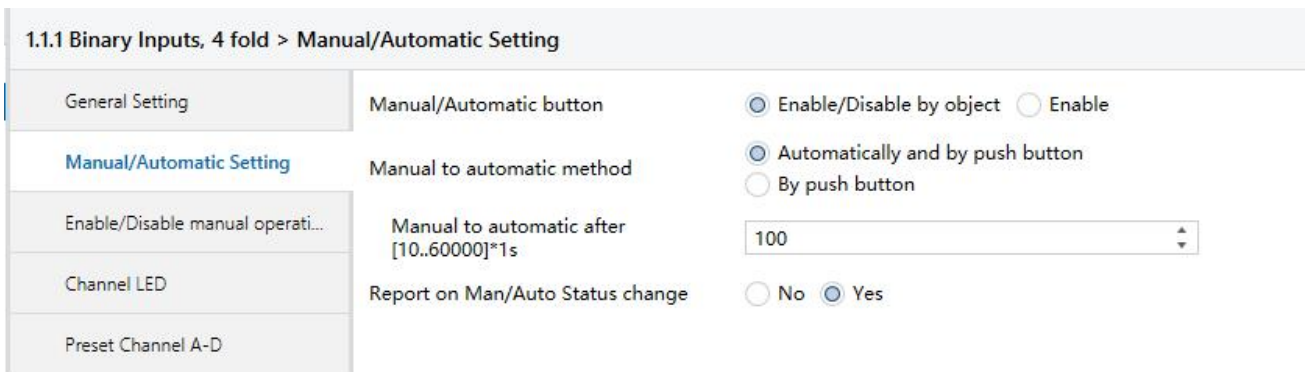 1.1.1 Binary Inputs, 4 fold > Manual/Automatic Setting
General Setting
Manual/Automatic Setting
Enable/Disable manual operati...
Channel LED
Preset Channel A-D
Manual/Automatic button
Enable/Disable by object
Enable
Manual to automatic method
Automatically and by push button
By push button
Manual to automatic after
[10..60000]*1s
100
Report on Man/Auto Status change
No
Yes